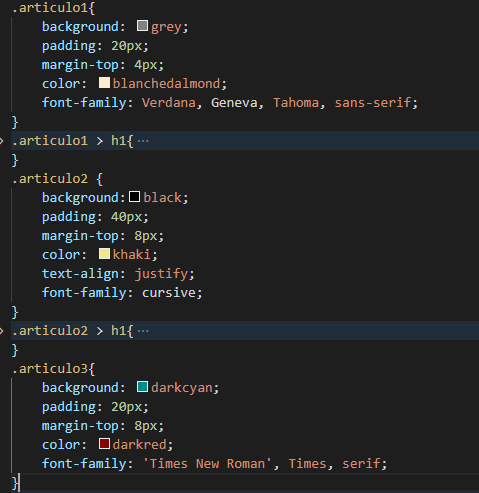 .articulo1{
background: grey;
padding: 20px;
margin-top: 4px;
color: blanchedalmond;
font-family: Verdana, Geneva, Tahoma, sans-serif;
}
.articulo1 > h1{ ···
}
.articulo2 {
background: black;
padding: 40px;
margin-top: 8px;
color: khaki;
text-align: justify;
font-family: cursive;
}
.articulo2 > h1{ ···
}
.articulo3{
background: darkcyan;
padding: 20px;
margin-top: 8px;
color: darkred;
font-family: 'Times New Roman', Times, serif;
}